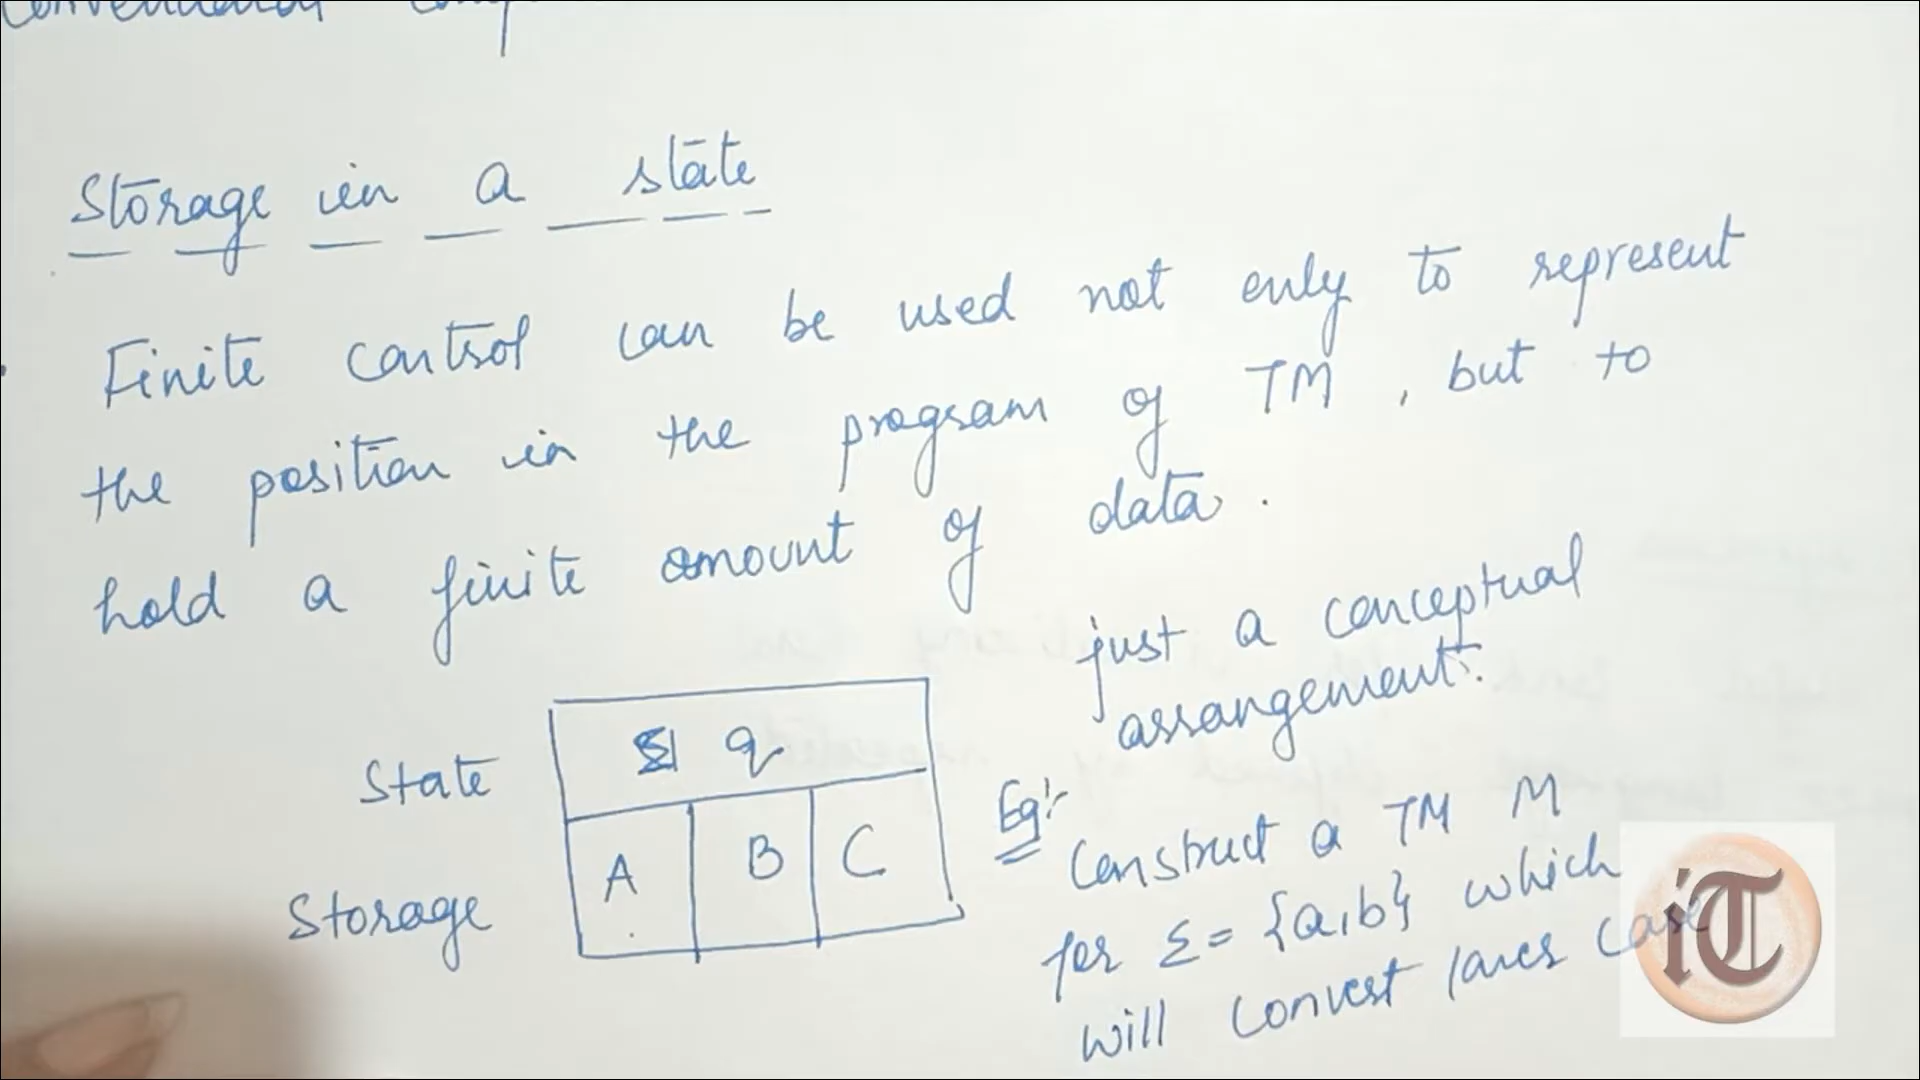 Storage in a state
Finite control can be used not only to represent
the position in the program of TM, but to
hold a finite amount of data.
just a conceptual
arrangement.
State
q
Storage
A B C
Eg:-
Construct a TM M
for Σ = {a,b} which
will convert lower case
iT